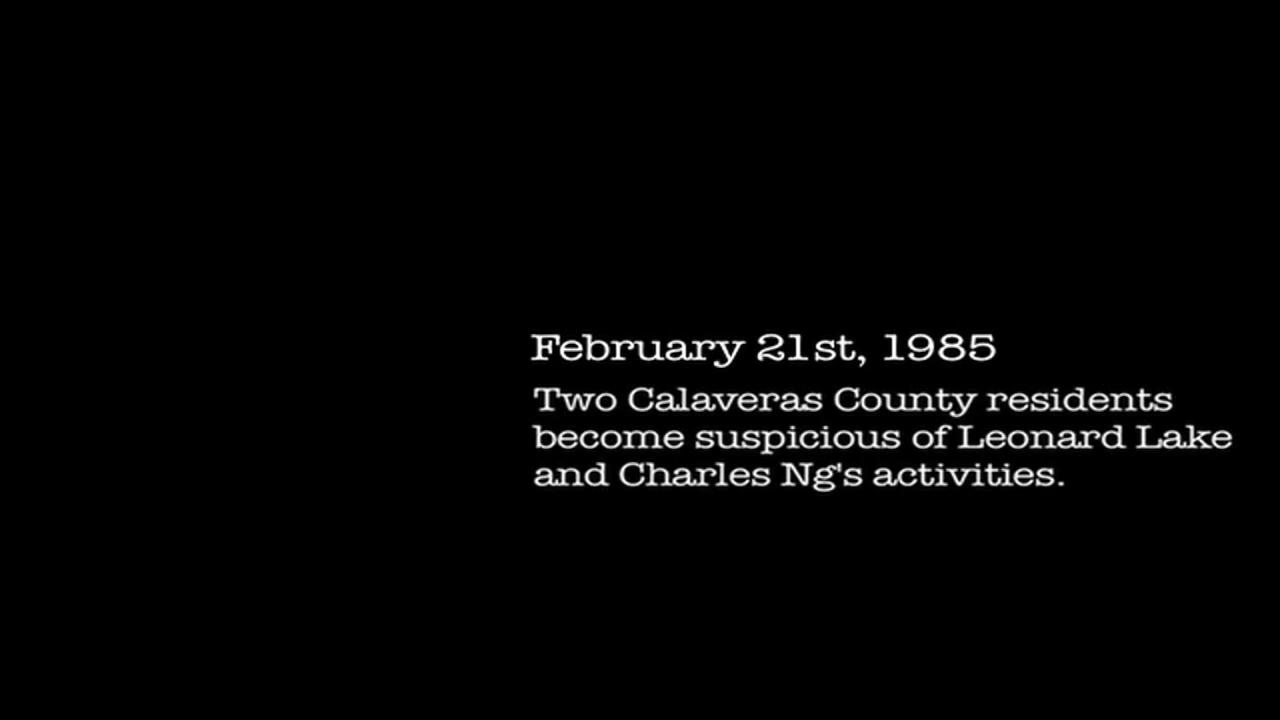 February 21st, 1985
Two Calaveras County residents
become suspicious of Leonard Lake
and Charles Ng's activities.